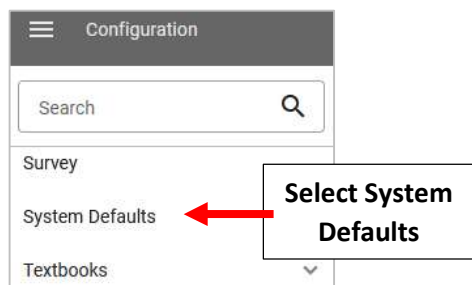 Configuration
Search
Survey
System Defaults
Select System
Defaults
Textbooks